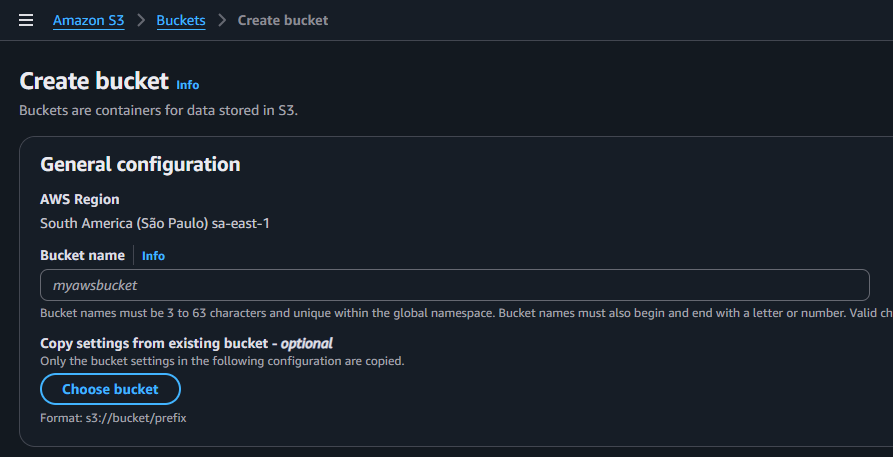 Amazon S3 > Buckets > Create bucket
Create bucket Info
Buckets are containers for data stored in S3.
General configuration
AWS Region
South America (São Paulo) sa-east-1
Bucket name Info
myawsbucket
Bucket names must be 3 to 63 characters and unique within the global namespace. Bucket names must also begin and end with a letter or number. Valid
Copy settings from existing bucket - optional
Only the bucket settings in the following configuration are copied.
Choose bucket
Format: s3://bucket/prefix